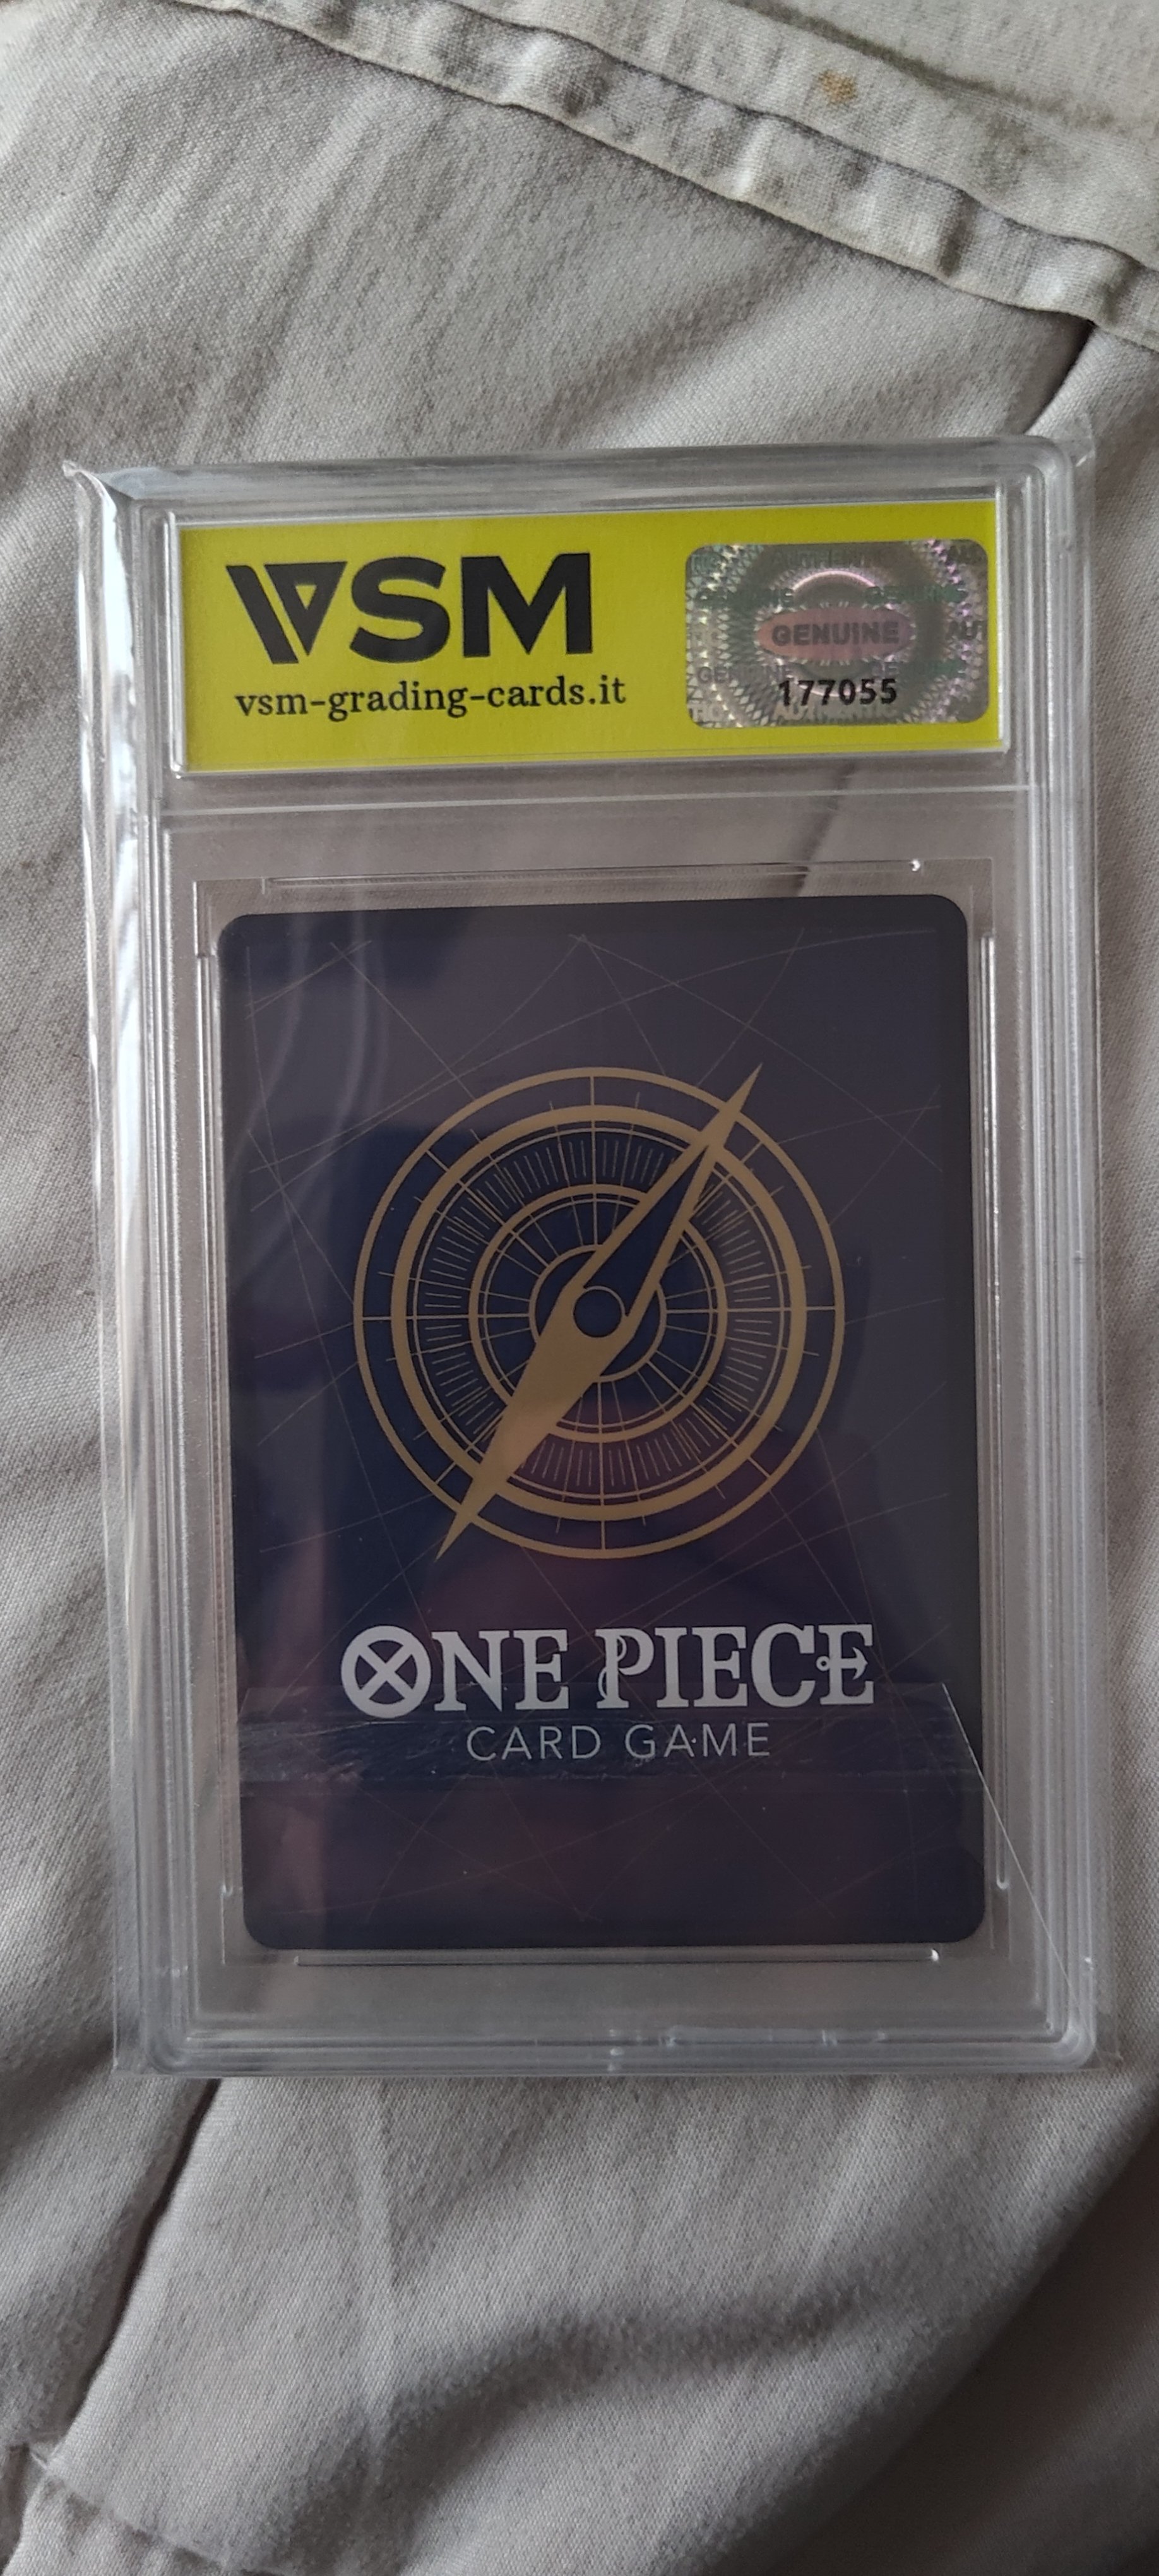 VSM
vsm-grading-cards.it
GENUINE
177055
ONE PIECE
CARD GAME